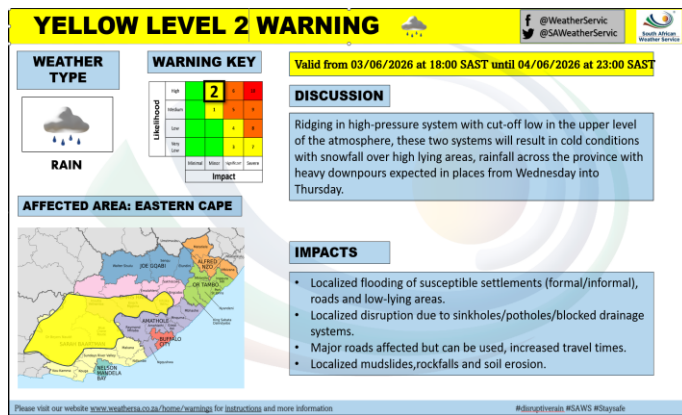 YELLOW LEVEL 2 WARNING
@WeatherServic
@SAWeatherServic
South African
Weather Service
WEATHER
TYPE
RAIN
WARNING KEY
Likelihood
High
2
Medium
Low
Very
Low
Minimal
Minor
Significant
Severe
Impact
Valid from 03/06/2026 at 18:00 SAST until 04/06/2026 at 23:00 SAST
DISCUSSION
Ridging in high-pressure system with cut-off low in the upper level
of the atmosphere, these two systems will result in cold conditions
with snowfall over high lying areas, rainfall across the province with
heavy downpours expected in places from Wednesday into
Thursday.
AFFECTED AREA: EASTERN CAPE
JOE GQABI
ALFRED
NZO
OR TAMBO
AMATHOLE
BUFFALO
CITY
SARAH BAARTMAN
NELSON
MANDELA
BAY
IMPACTS
• Localized flooding of susceptible settlements (formal/informal),
roads and low-lying areas.
• Localized disruption due to sinkholes/potholes/blocked drainage
systems.
• Major roads affected but can be used, increased travel times.
• Localized mudslides,rockfalls and soil erosion.
Please visit our website www.weathersa.co.za/home/warnings for instructions and more information
#disruptiverain #SAWS #Staysafe